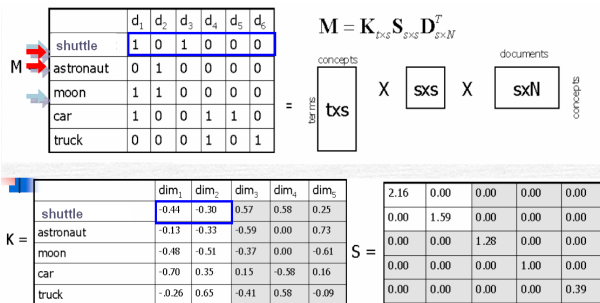 d1 d2 d3 d4 d5 d6
shuttle 1 0 1 0 0 0
M astronaut 0 1 0 0 0 0
moon 1 1 0 0 0 0
car 1 0 0 1 1 0
truck 0 0 0 1 0 1
M = K_{t×s} S_{s×s} D^T_{s×N}
concepts documents
= terms txs X sxs X sxN concepts
dim1 dim2 dim3 dim4 dim5
shuttle -0.44 -0.30 0.57 0.58 0.25
astronaut -0.13 -0.33 -0.59 0.00 0.73
K = moon -0.48 -0.51 -0.37 0.00 -0.61
car -0.70 0.35 0.15 -0.58 0.16
truck -.0.26 0.65 -0.41 0.58 -0.09
2.16 0.00 0.00 0.00 0.00
0.00 1.59 0.00 0.00 0.00
S = 0.00 0.00 1.28 0.00 0.00
0.00 0.00 0.00 1.00 0.00
0.00 0.00 0.00 0.00 0.39